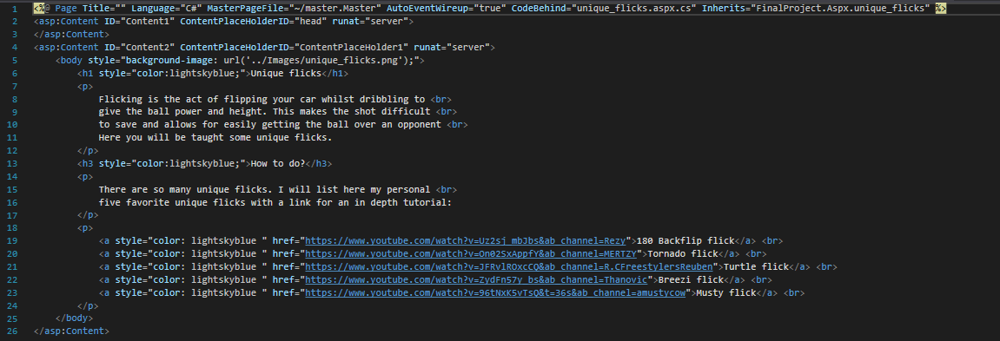 1 <%@ Page Title="" Language="C#" MasterPageFile="~/master.Master" AutoEventWireup="true" CodeBehind="unique_flicks.aspx.cs" Inherits="FinalProject.Aspx.unique_flicks" %>
2 <asp:Content ID="Content1" ContentPlaceHolderID="head" runat="server">
3 </asp:Content>
4 <asp:Content ID="Content2" ContentPlaceHolderID="ContentPlaceHolder1" runat="server">
5 <body style="background-image: url('../Images/unique_flicks.png');">
6 <h1 style="color:lightskyblue;">Unique flicks</h1>
7 <p>
8 Flicking is the act of flipping your car whilst dribbling to <br>
9 give the ball power and height. This makes the shot difficult <br>
10 to save and allows for easily getting the ball over an opponent <br>
11 Here you will be taught some unique flicks.
12 </p>
13 <h3 style="color:lightskyblue;">How to do?</h3>
14 <p>
15 There are so many unique flicks. I will list here my personal <br>
16 five favorite unique flicks with a link for an in depth tutorial:
17 </p>
18 <p>
19 <a style="color: lightskyblue " href="https://www.youtube.com/watch?v=Uz2sj_mbJbs&ab_channel=Rezy">180 Backflip flick</a> <br>
20 <a style="color: lightskyblue " href="https://www.youtube.com/watch?v=On02SxAppfY&ab_channel=MERTZY">Tornado flick</a> <br>
21 <a style="color: lightskyblue " href="https://www.youtube.com/watch?v=JFRvlROxcCQ&ab_channel=R.CFreestylersReuben">Turtle flick</a> <br>
22 <a style="color: lightskyblue " href="https://www.youtube.com/watch?v=ZydFn57y_bs&ab_channel=Thanovic">Breezi flick</a> <br>
23 <a style="color: lightskyblue " href="https://www.youtube.com/watch?v=96tNxK5vTsQ&t=36s&ab_channel=amustycow">Musty flick</a> <br>
24 </p>
25 </body>
26 </asp:Content>